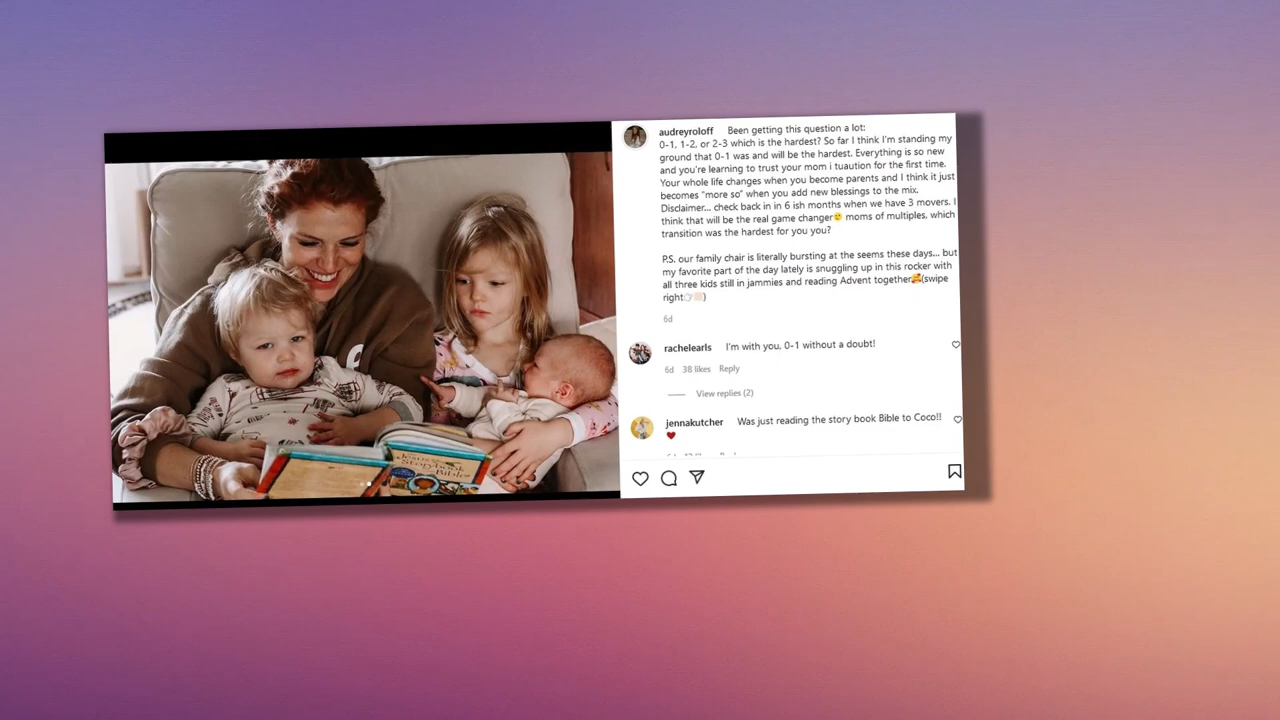 audreyroloff Been getting this question a lot:
0-1, 1-2, or 2-3 which is the hardest? So far I think I'm standing my
ground that 0-1 was and will be the hardest. Everything is so new
and you're learning to trust your mom i tuaution for the first time.
Your whole life changes when you become parents and I think it just
becomes "more so" when you add new blessings to the mix.
Disclaimer... check back in in 6 ish months when we have 3 movers. I
think that will be the real game changer😉 moms of multiples, which
transition was the hardest for you you?
P.S. our family chair is literally bursting at the seems these days... but
my favorite part of the day lately is snuggling up in this rocker with
all three kids still in jammies and reading Advent together🥰(swipe
right👉🏻)
6d
rachelearls I'm with you, 0-1 without a doubt!
6d 38 likes Reply
View replies (2)
jennakutcher Was just reading the story book Bible to Coco!!
❤️
Jesus
Storybook
Bible